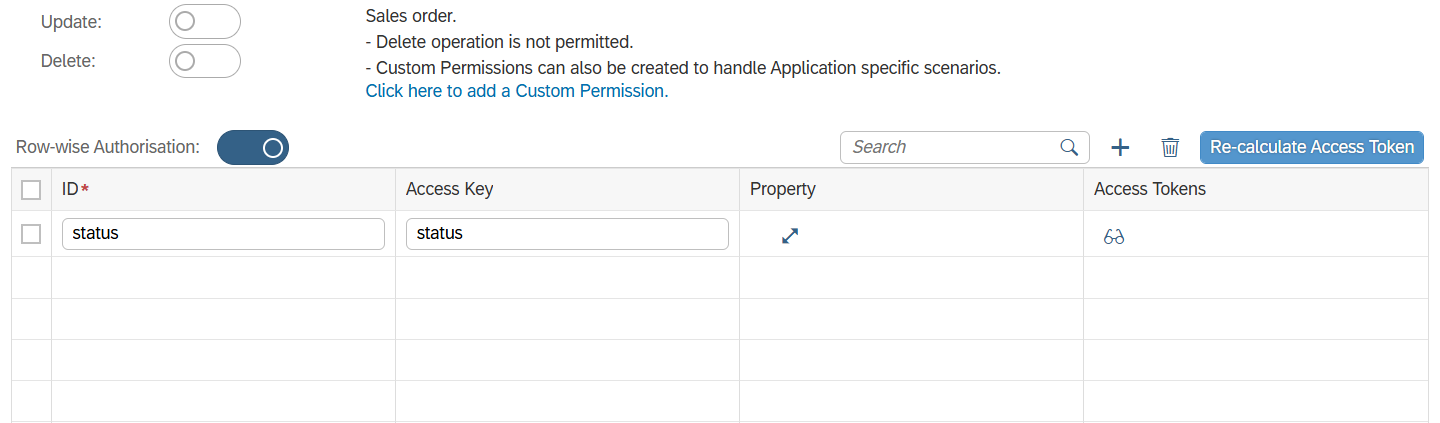 Update:
Sales order.
- Delete operation is not permitted.
Delete:
- Custom Permissions can also be created to handle Application specific scenarios.
Click here to add a Custom Permission.
Row-wise Authorisation:
Search
Re-calculate Access Token
ID*
Access Key
Property
Access Tokens
status
status